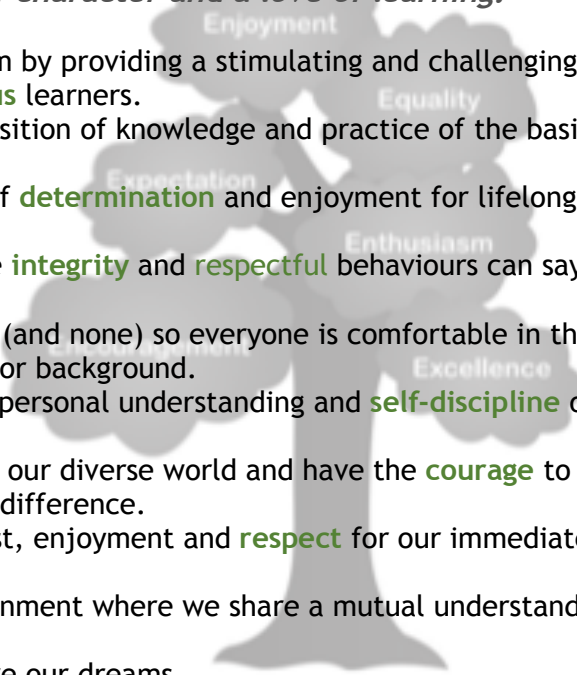 character and a love of learning.
Enjoyment
by providing a stimulating and challenging
learners.
Equality
sition of knowledge and practice of the basi
Expectation
f determination and enjoyment for lifelong
Enthusiasm
integrity and respectful behaviours can say
(and none) so everyone is comfortable in th
Encouragement
or background.
Excellence
personal understanding and self-discipline
our diverse world and have the courage to
difference.
st, enjoyment and respect for our immediate
nment where we share a mutual understand
our dreams